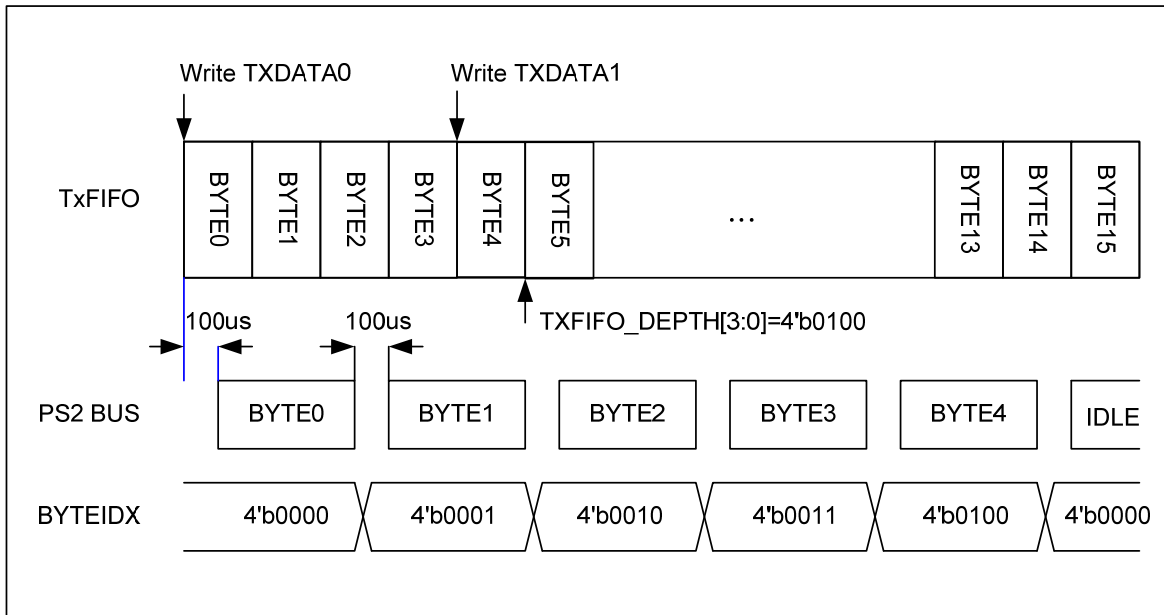 Write TXDATA0 Write TXDATA1
TxFIFO BYTE0 BYTE1 BYTE2 BYTE3 BYTE4 BYTE5 ... BYTE13 BYTE14 BYTE15
100us 100us TXFIFO_DEPTH[3:0]=4'b0100
PS2 BUS BYTE0 BYTE1 BYTE2 BYTE3 BYTE4 IDLE
BYTEIDX 4'b0000 4'b0001 4'b0010 4'b0011 4'b0100 4'b0000